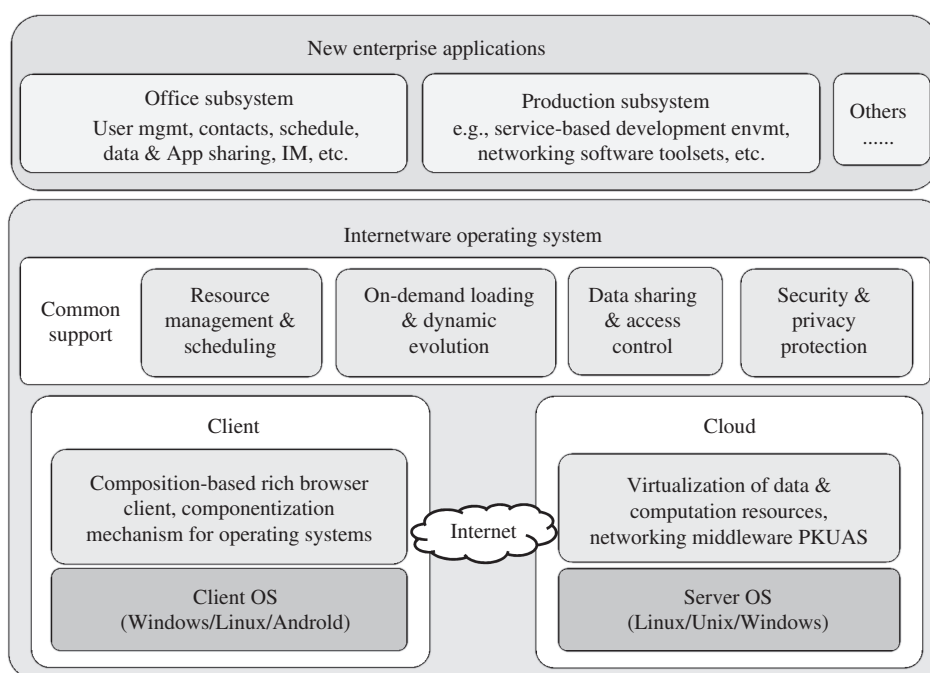 New enterprise applications
Office subsystem
User mgmt, contacts, schedule,
data & App sharing, IM, etc.
Production subsystem
e.g., service-based development envmt,
networking software toolsets, etc.
Others
......
Internetware operating system
Common
support
Resource
management &
scheduling
On-demand loading
& dynamic
evolution
Data sharing
& access
control
Security &
privacy
protection
Client
Composition-based rich browser
client, componentization
mechanism for operating systems
Client OS
(Windows/Linux/Androld)
Internet
Cloud
Virtualization of data &
computation resources,
networking middleware PKUAS
Server OS
(Linux/Unix/Windows)